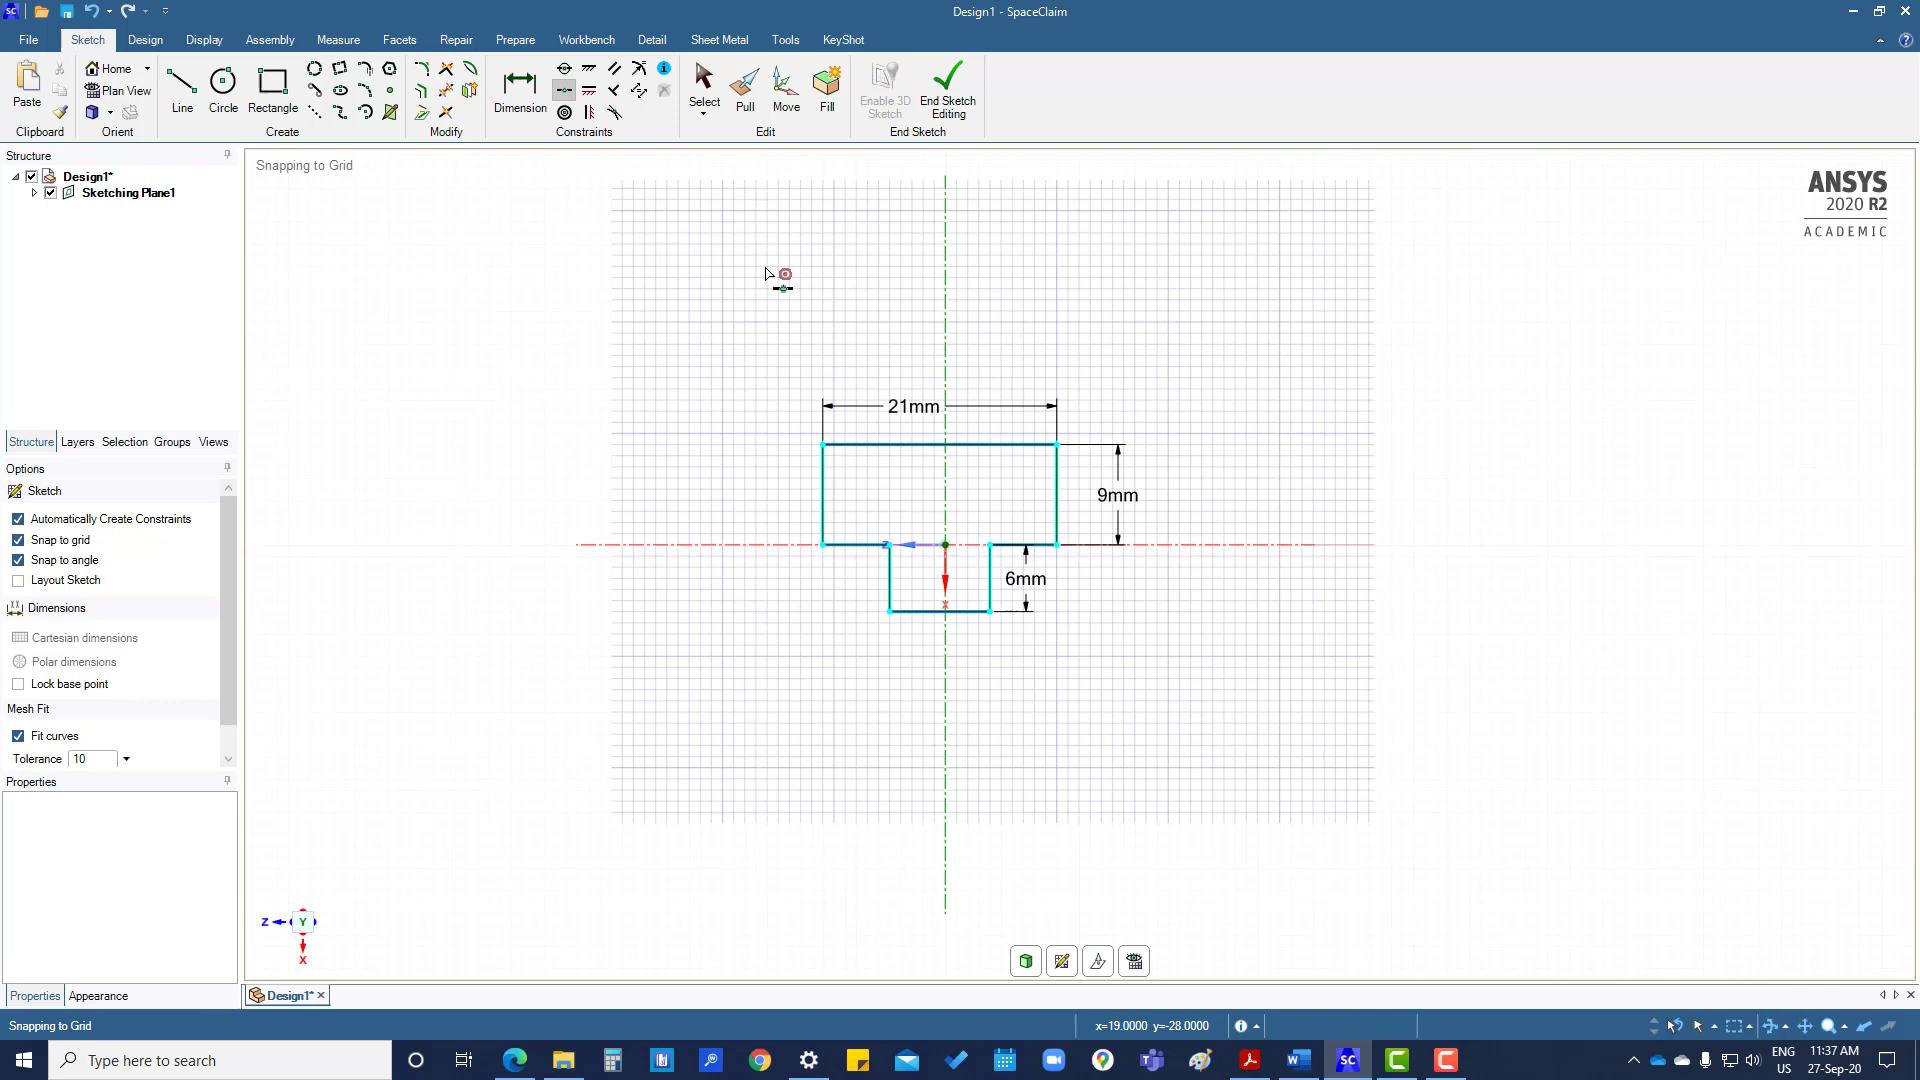 SC
Design1 - SpaceClaim
File
Sketch
Design
Display
Assembly
Measure
Facets
Repair
Prepare
Workbench
Detail
Sheet Metal
Tools
KeyShot
Paste
Clipboard
Home
Plan View
Orient
Line
Circle
Rectangle
Create
Modify
Dimension
Constraints
Select
Pull
Move
Fill
Edit
Enable 3D
Sketch
End Sketch
Editing
End Sketch
Structure
Design1*
Sketching Plane1
Structure
Layers
Selection
Groups
Views
Options
Sketch
Automatically Create Constraints
Snap to grid
Snap to angle
Layout Sketch
Dimensions
Cartesian dimensions
Polar dimensions
Lock base point
Mesh Fit
Fit curves
Tolerance 10
Properties
Properties
Appearance
Snapping to Grid
ANSYS
2020 R2
ACADEMIC
21mm
9mm
6mm
Z
X
Z
Y
X
Design1*
Snapping to Grid
x=19.0000 y=-28.0000
Type here to search
SC
ENG
US
11:37 AM
27-Sep-20